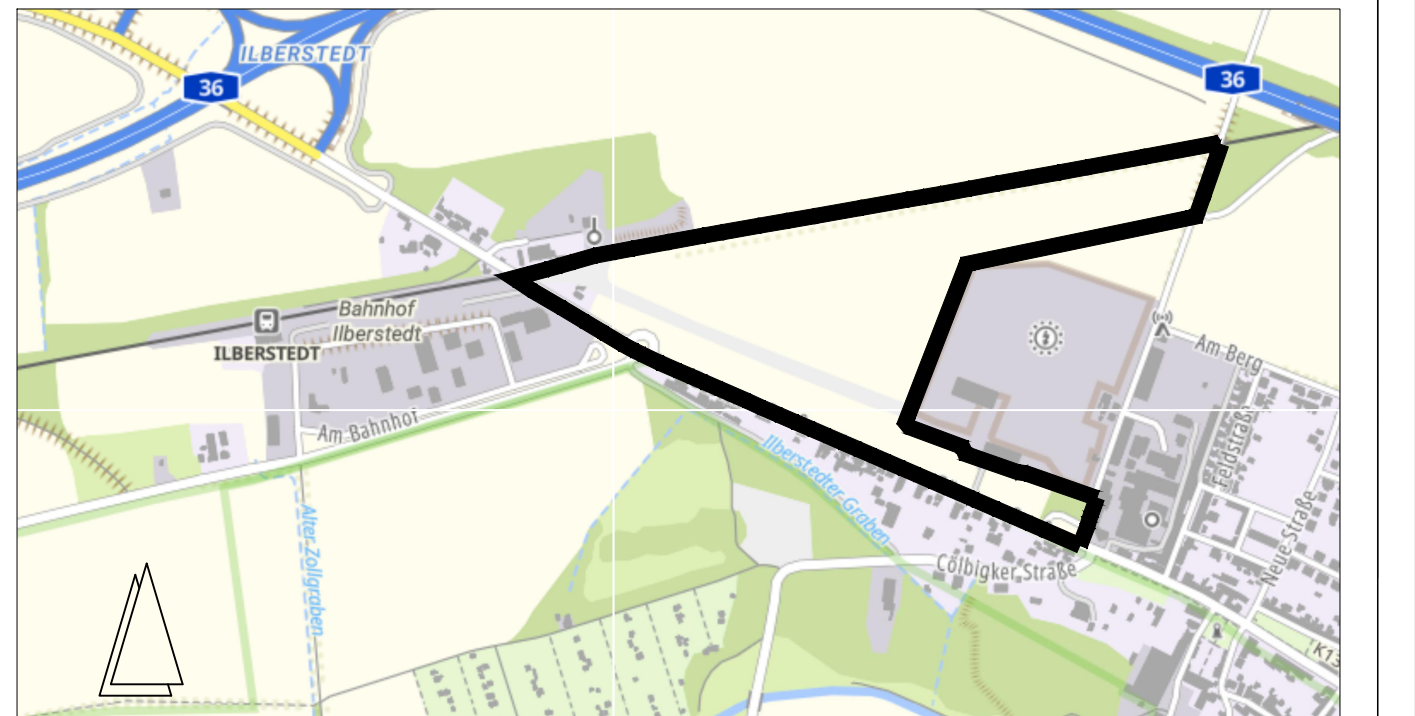 ILBERSTEDT
36
36
Bahnhof
Ilberstedt
ILBERSTEDT
Am Bahnhof
Am Berg
Feldstraße
Neue Straße
Ilberstedter Graben
Alter Zollgraben
Cölbigker Straße
K13